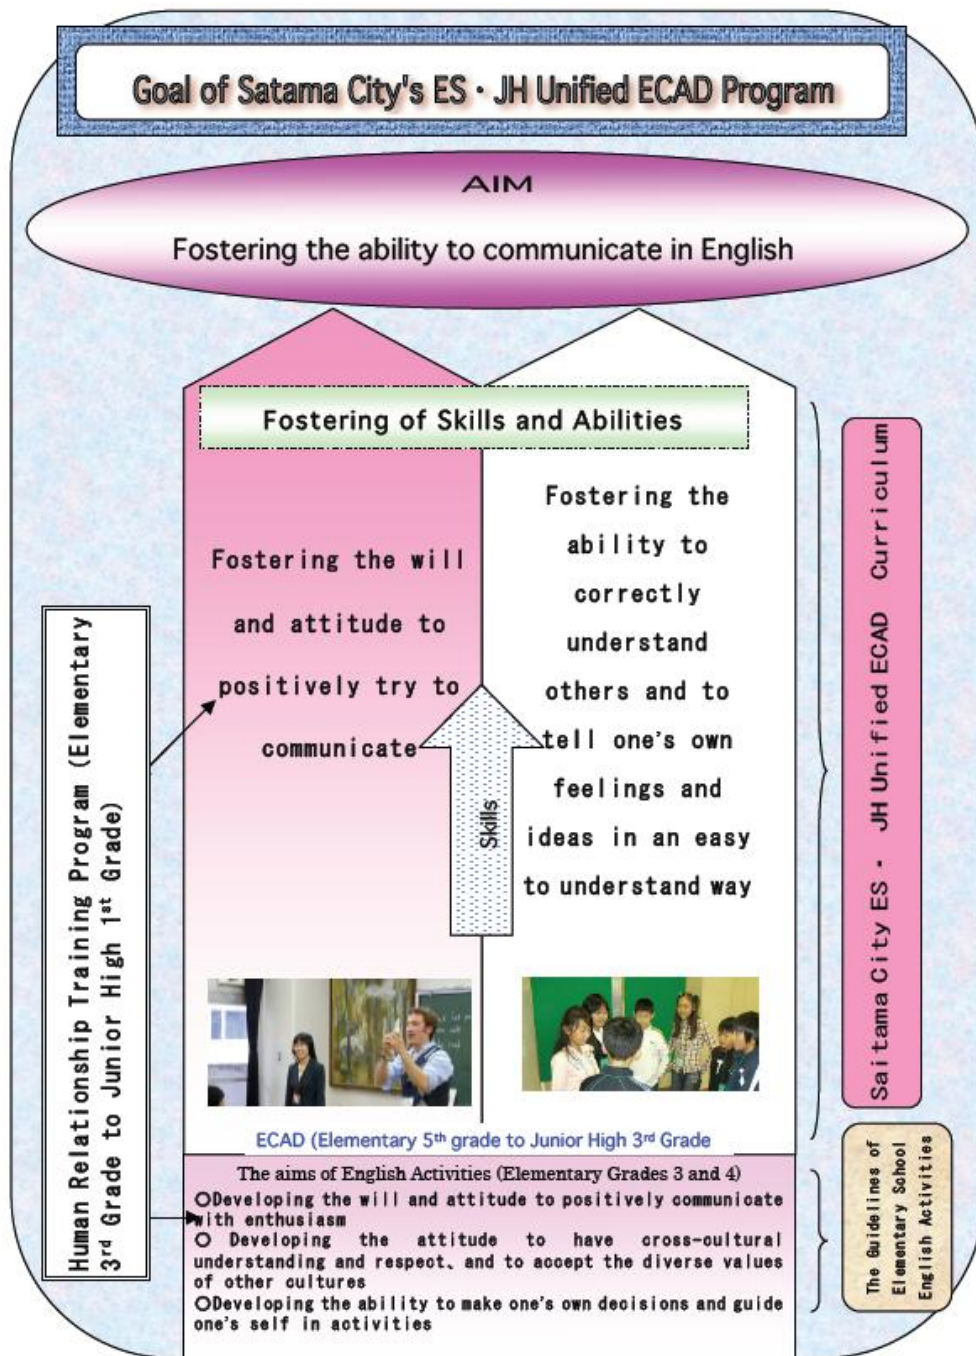 Goal of Satama City's ES・JH Unified ECAD Program
AIM
Fostering the ability to communicate in English
Fostering of Skills and Abilities
Fostering the will
and attitude to
positively try to
communicate
Fostering the
ability to
correctly
understand
others and to
tell one's own
feelings and
ideas in an easy
to understand way
Skills
Human Relationship Training Program (Elementary
3rd Grade to Junior High 1st Grade)
Saitama City ES・ JH Unified ECAD Curriculum
ECAD (Elementary 5th grade to Junior High 3rd Grade
The aims of English Activities (Elementary Grades 3 and 4)
○Developing the will and attitude to positively communicate
with enthusiasm
○ Developing the attitude to have cross-cultural
understanding and respect、and to accept the diverse values
of other cultures
○Developing the ability to make one's own decisions and guide
one's self in activities
The Guidelines of
Elementary School
English Activities